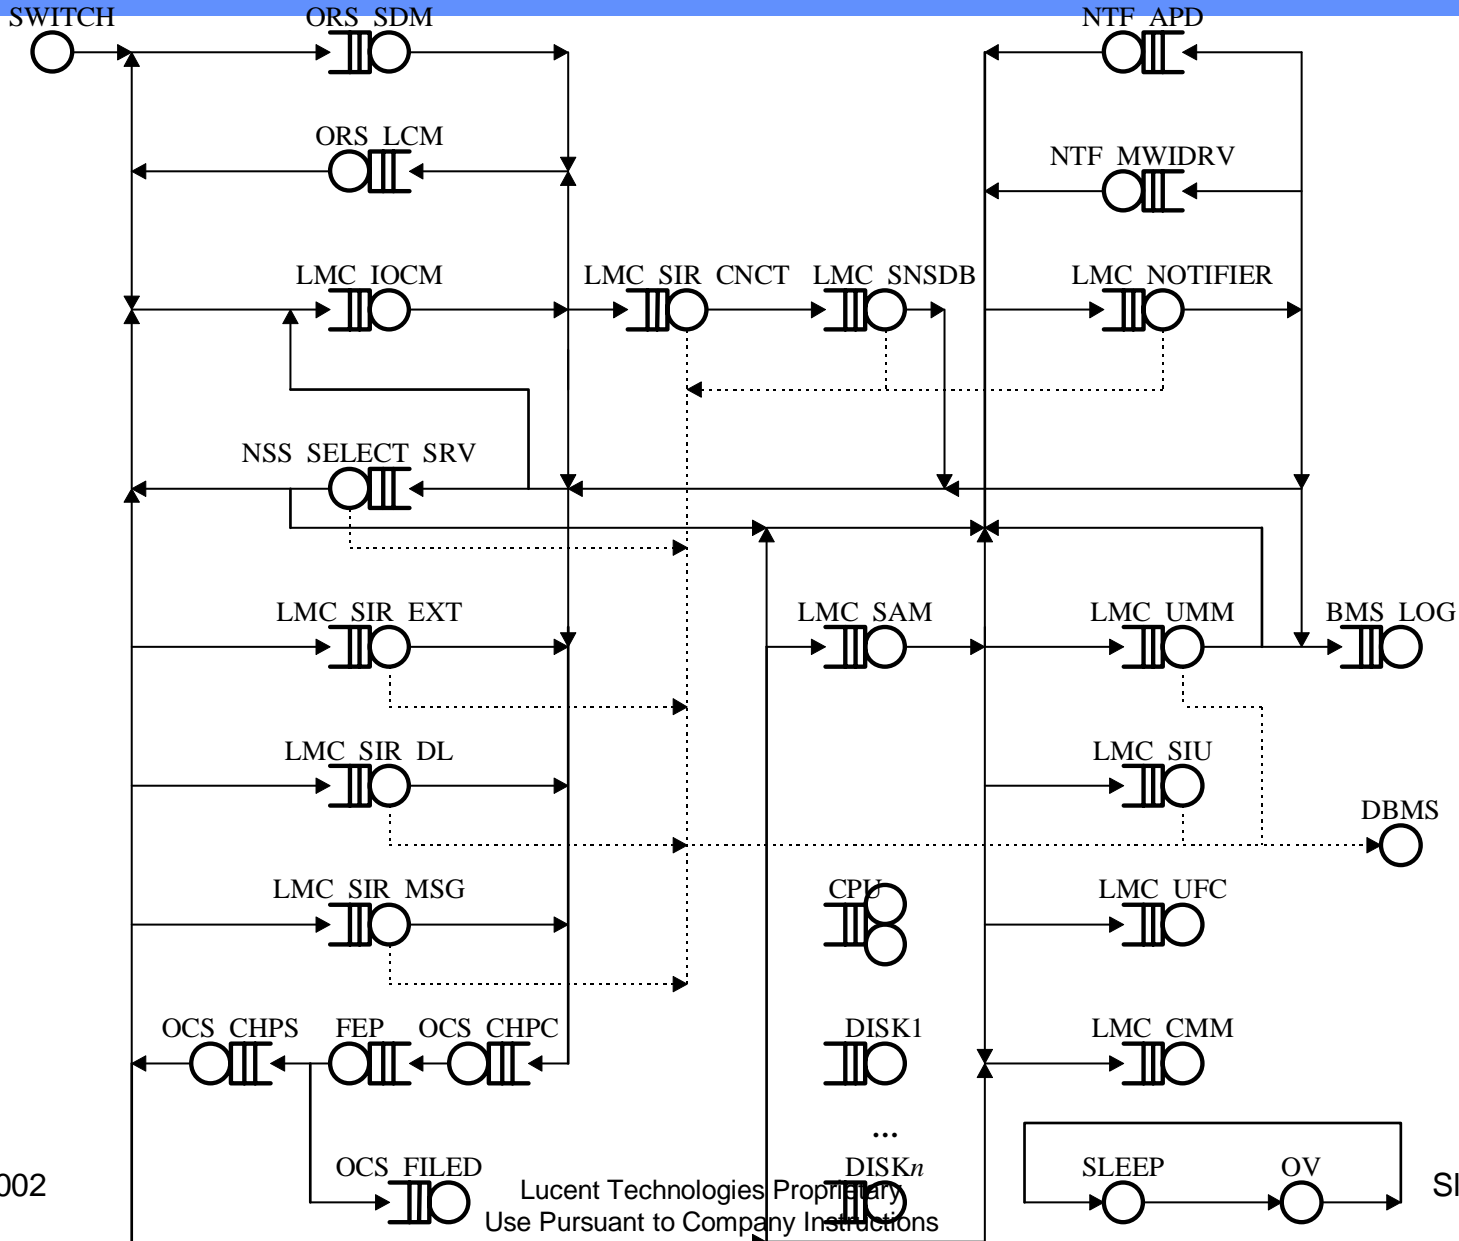 SWITCH
ORS_SDM
NTF_APD
ORS_LCM
NTF_MWIDRV
LMC_IOCM
LMC_SIR_CNCT
LMC_SNSDB
LMC_NOTIFIER
NSS_SELECT_SRV
LMC_SIR_EXT
LMC_SAM
LMC_UMM
BMS_LOG
LMC_SIR_DL
LMC_SIU
DBMS
LMC_SIR_MSG
CPU
LMC_UFC
OCS_CHPS
FEP
OCS_CHPC
DISK1
LMC_CMM
...
OCS_FILED
DISKn
SLEEP
OV
002
Lucent Technologies Proprietary
Use Pursuant to Company Instructions
Sl